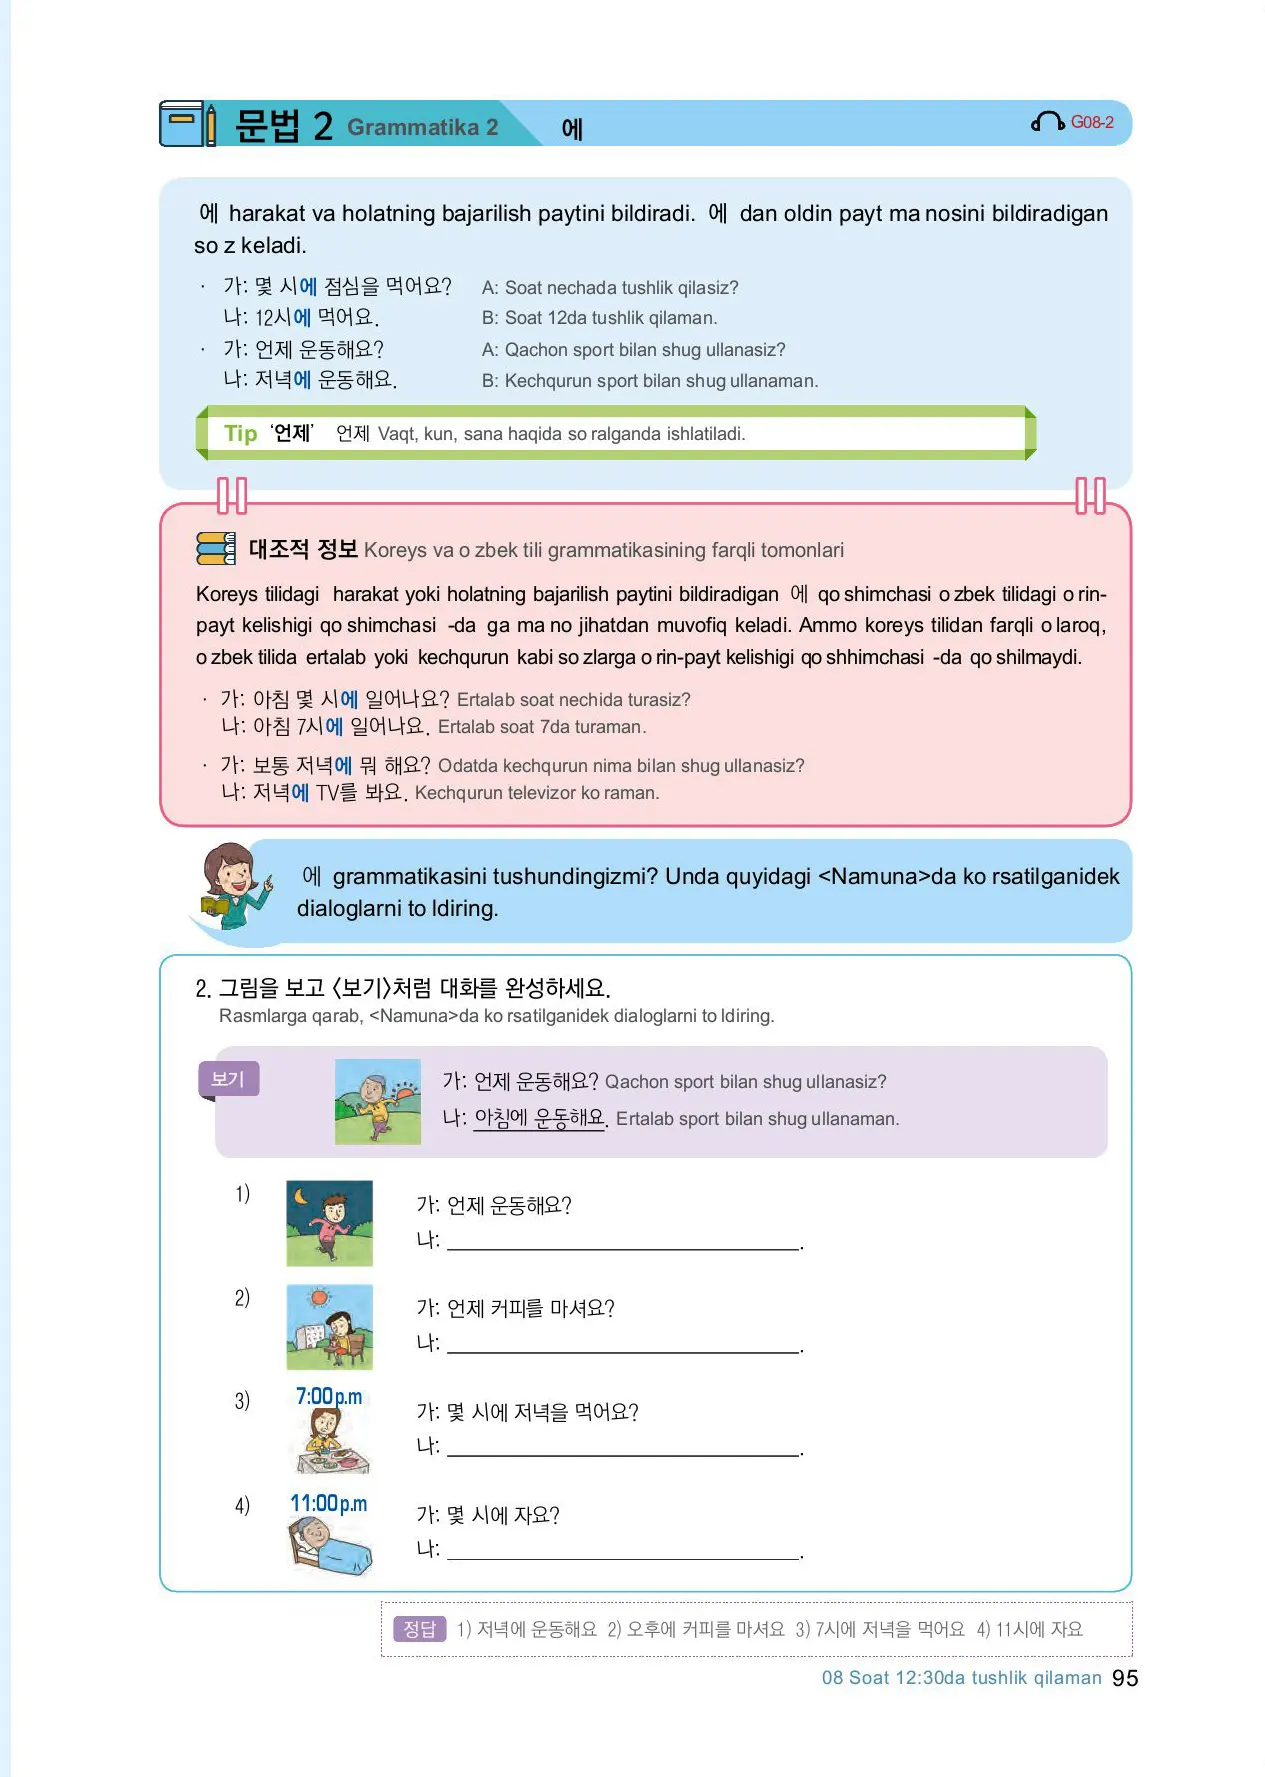 문법 2 Grammatika 2 에 G08-2
에 harakat va holatning bajarilish paytini bildiradi. 에 dan oldin payt ma nosini bildiradigan
so z keladi.
· 가: 몇 시에 점심을 먹어요? A: Soat nechada tushlik qilasiz?
나: 12시에 먹어요. B: Soat 12da tushlik qilaman.
· 가: 언제 운동해요? A: Qachon sport bilan shug ullanasiz?
나: 저녁에 운동해요. B: Kechqurun sport bilan shug ullanaman.
Tip ‘언제’ 언제 Vaqt, kun, sana haqida so ralganda ishlatiladi.
대조적 정보 Koreys va o zbek tili grammatikasining farqli tomonlari
Koreys tilidagi harakat yoki holatning bajarilish paytini bildiradigan 에 qo shimchasi o zbek tilidagi o rin-
payt kelishigi qo shimchasi -da ga ma no jihatdan muvofiq keladi. Ammo koreys tilidan farqli o laroq,
o zbek tilida ertalab yoki kechqurun kabi so zlarga o rin-payt kelishigi qo shhimchasi -da qo shilmaydi.
· 가: 아침 몇 시에 일어나요? Ertalab soat nechida turasiz?
나: 아침 7시에 일어나요. Ertalab soat 7da turaman.
· 가: 보통 저녁에 뭐 해요? Odatda kechqurun nima bilan shug ullanasiz?
나: 저녁에 TV를 봐요. Kechqurun televizor ko raman.
에 grammatikasini tushundingizmi? Unda quyidagi <Namuna>da ko rsatilganidek
dialoglarni to ldiring.
2. 그림을 보고 〈보기〉처럼 대화를 완성하세요.
Rasmlarga qarab, <Namuna>da ko rsatilganidek dialoglarni to ldiring.
보기 가: 언제 운동해요? Qachon sport bilan shug ullanasiz?
나: 아침에 운동해요. Ertalab sport bilan shug ullanaman.
1) 가: 언제 운동해요?
나: .
2) 가: 언제 커피를 마셔요?
나: .
3) 7:00p.m 가: 몇 시에 저녁을 먹어요?
나: .
4) 11:00p.m 가: 몇 시에 자요?
나: .
정답 1) 저녁에 운동해요 2) 오후에 커피를 마셔요 3) 7시에 저녁을 먹어요 4) 11시에 자요
08 Soat 12:30da tushlik qilaman 95